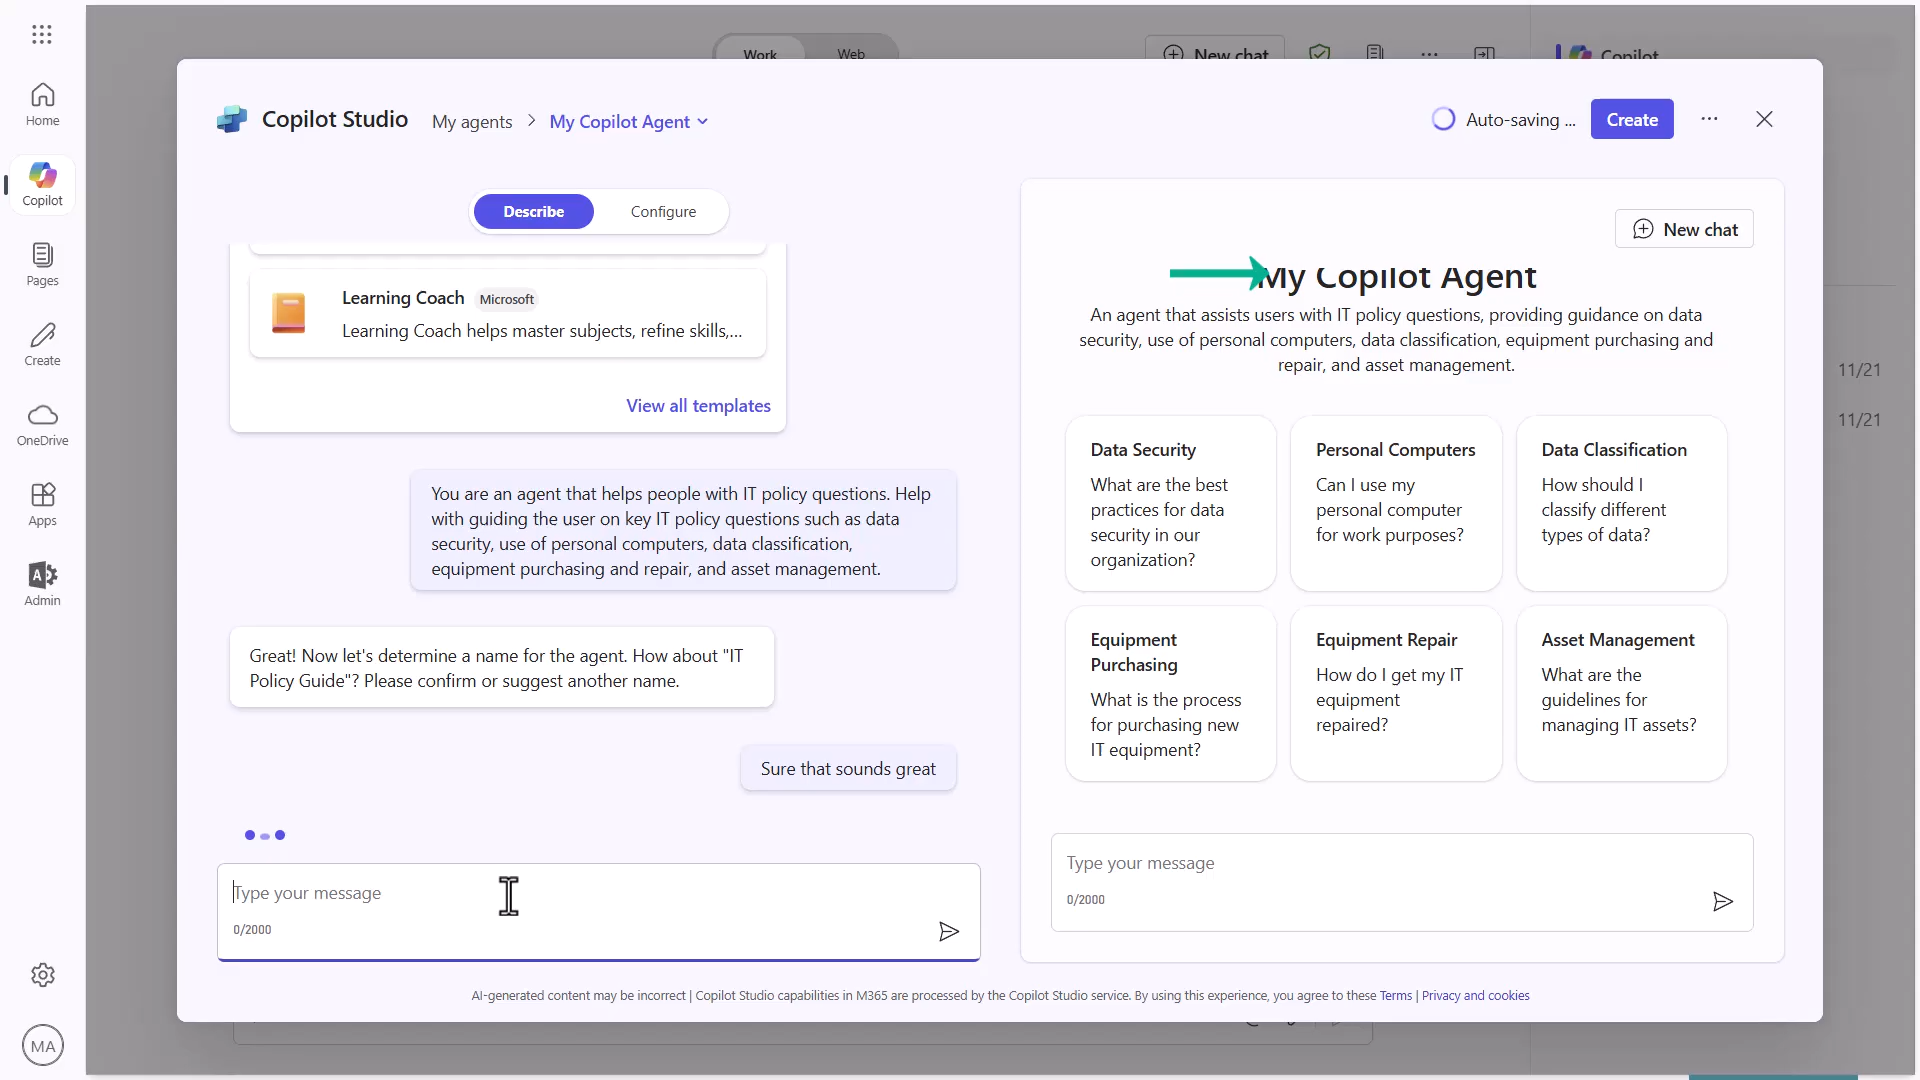 Work
Web
New chat
Copilot
Home
Copilot
Pages
Create
OneDrive
Apps
Admin
MA
Copilot Studio
My agents
My Copilot Agent
Auto-saving ...
Create
Describe
Configure
Learning Coach
Microsoft
Learning Coach helps master subjects, refine skills,...
View all templates
You are an agent that helps people with IT policy questions. Help
with guiding the user on key IT policy questions such as data
security, use of personal computers, data classification,
equipment purchasing and repair, and asset management.
Great! Now let's determine a name for the agent. How about "IT
Policy Guide"? Please confirm or suggest another name.
Sure that sounds great
Type your message
0/2000
New chat
My Copilot Agent
An agent that assists users with IT policy questions, providing guidance on data
security, use of personal computers, data classification, equipment purchasing and
repair, and asset management.
Data Security
What are the best
practices for data
security in our
organization?
Personal Computers
Can I use my
personal computer
for work purposes?
Data Classification
How should I
classify different
types of data?
Equipment
Purchasing
What is the process
for purchasing new
IT equipment?
Equipment Repair
How do I get my IT
equipment
repaired?
Asset Management
What are the
guidelines for
managing IT assets?
Type your message
0/2000
11/21
11/21
AI-generated content may be incorrect | Copilot Studio capabilities in M365 are processed by the Copilot Studio service. By using this experience, you agree to these Terms | Privacy and cookies